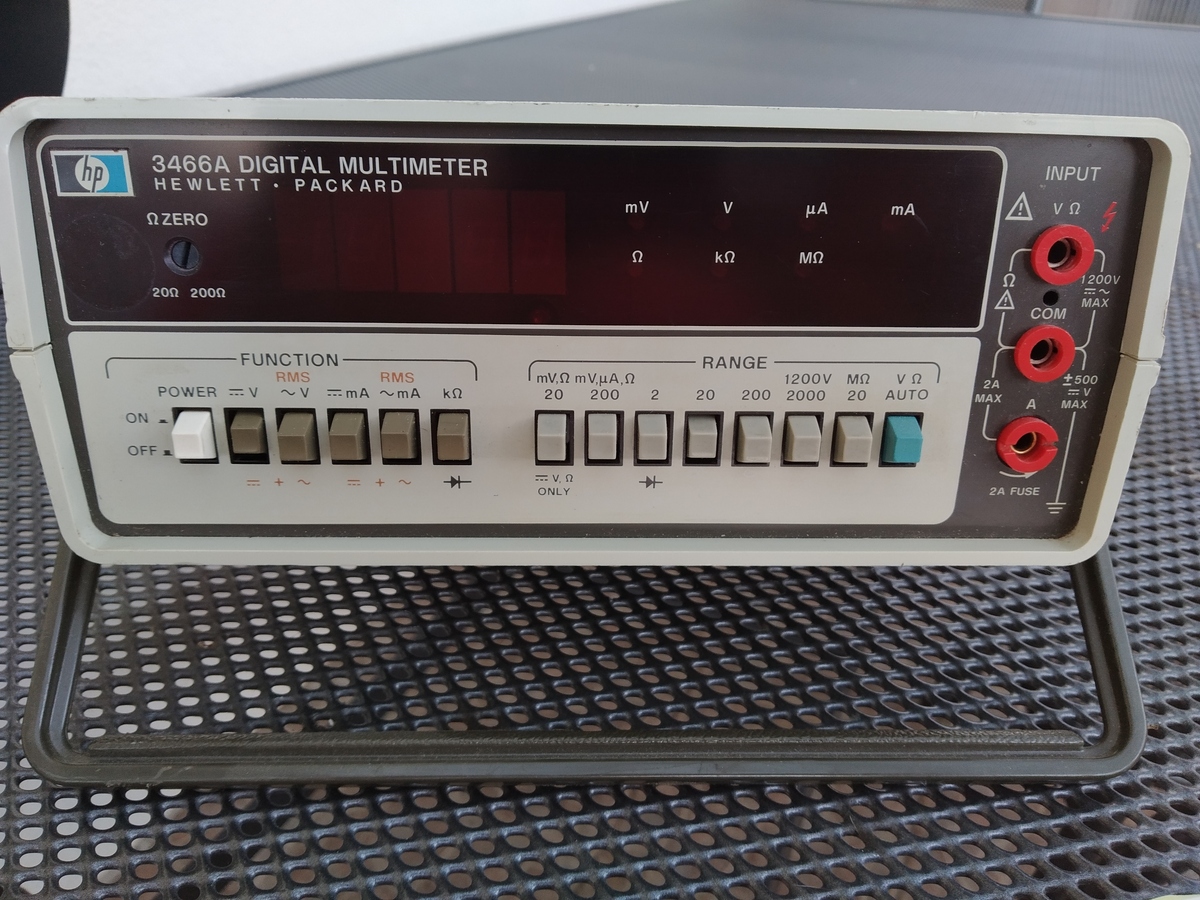 hp
3466A DIGITAL MULTIMETER
HEWLETT · PACKARD
Ω ZERO
20Ω 200Ω
mV V µA mA
Ω kΩ MΩ
INPUT
V Ω
Ω
1200V
⎓ ~
MAX
COM
2A
MAX
±500
⎓ V
MAX
A
2A FUSE
FUNCTION
RMS RMS
POWER ⎓ V ~ V ⎓ mA ~ mA kΩ
ON
OFF
⎓ + ~ ⎓ + ~
RANGE
mV,Ω mV,µA,Ω 1200V MΩ V Ω
20 200 2 20 200 2000 20 AUTO
⎓ V, Ω
ONLY